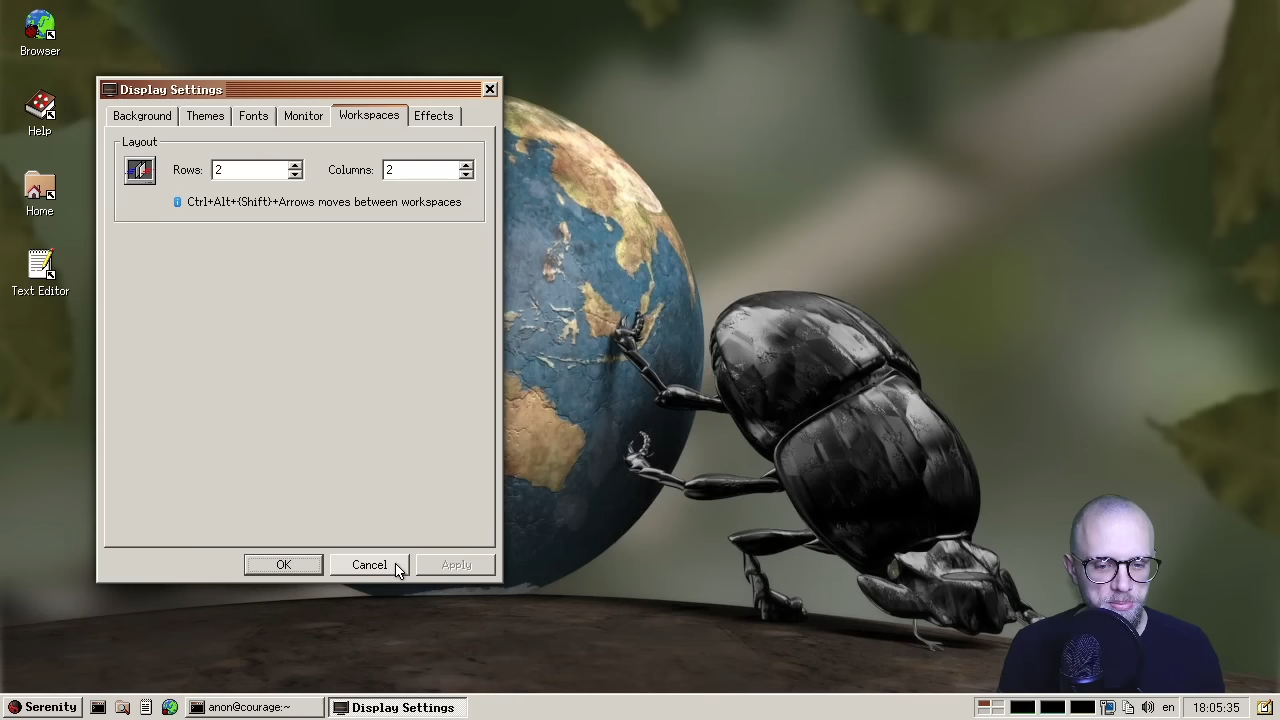 Browser
Help
Home
Text Editor
Display Settings
Background Themes Fonts Monitor Workspaces Effects
Layout
Rows: 2 Columns: 2
Ctrl+Alt+{Shift}+Arrows moves between workspaces
OK Cancel Apply
Serenity anon@courage: Display Settings en 18:05:35